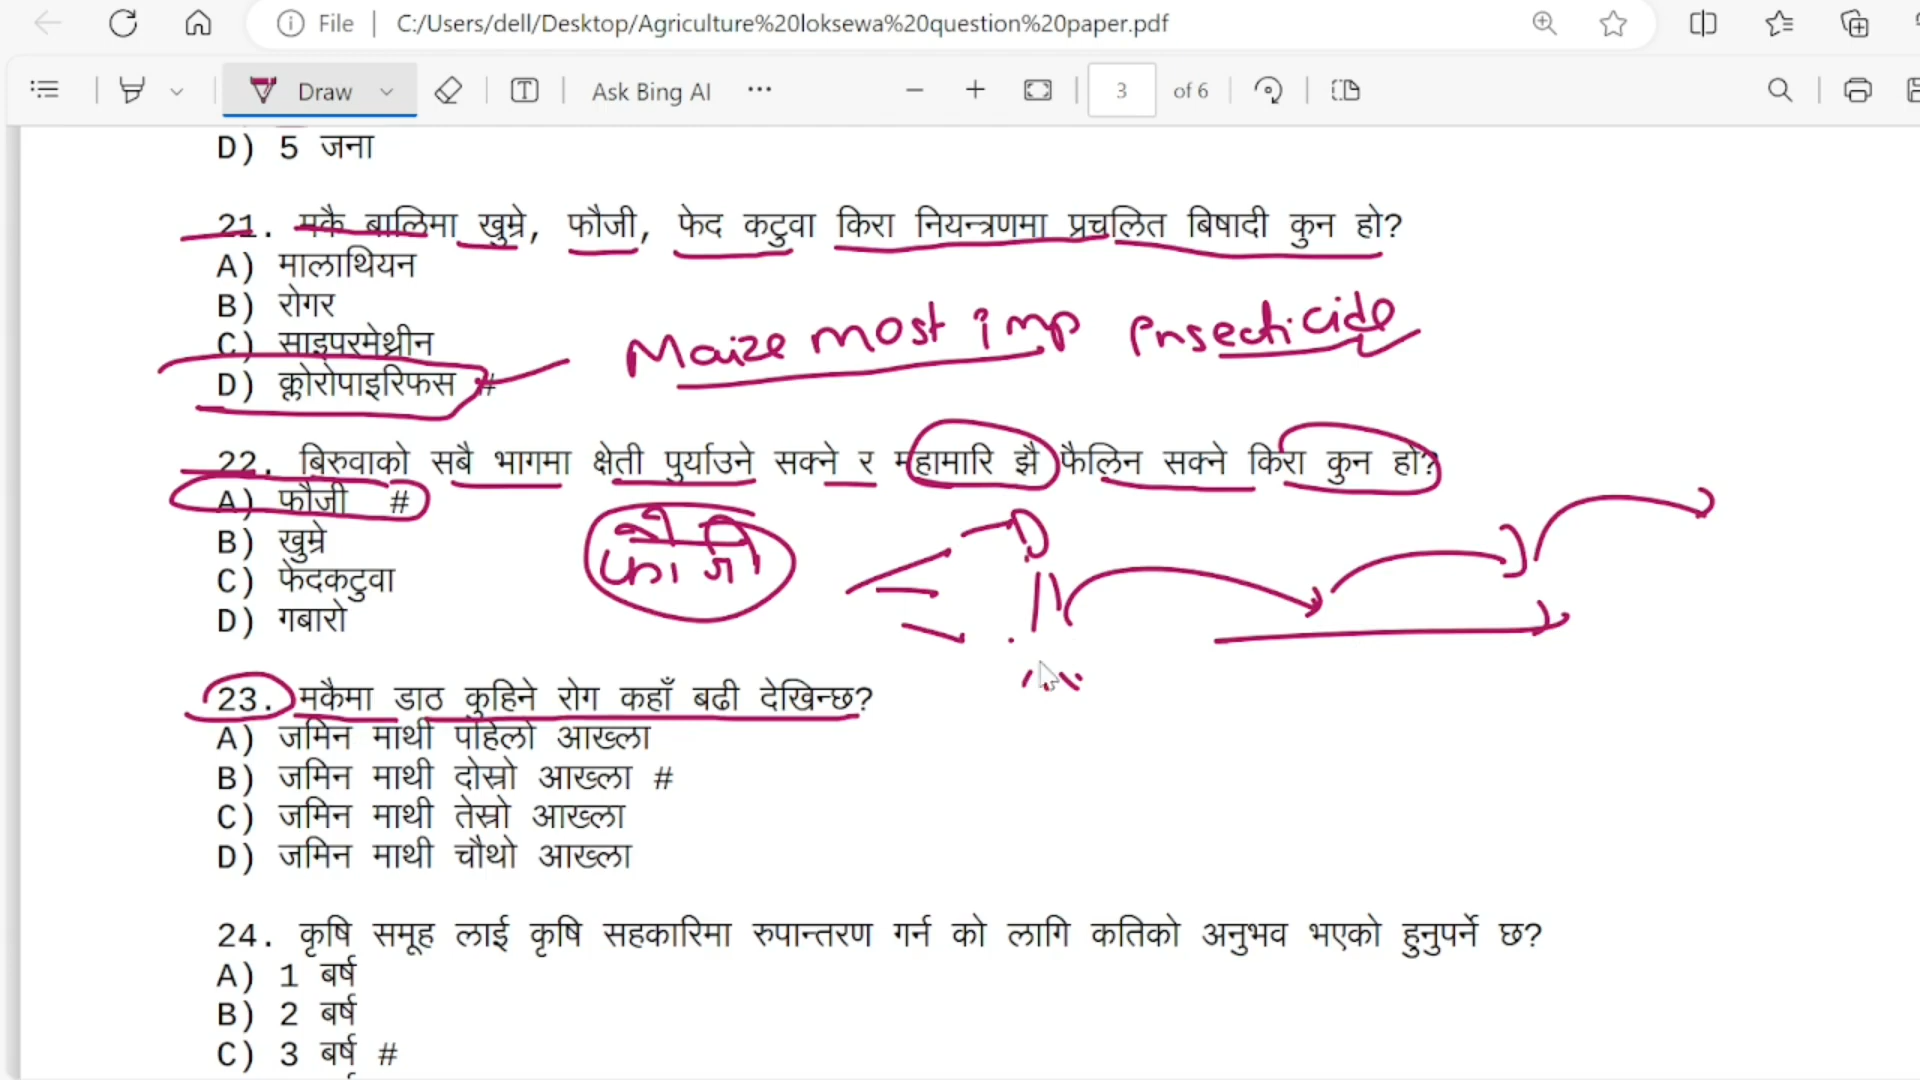 File | C:/Users/dell/Desktop/Agriculture%20loksewa%20question%20paper.pdf
Draw Ask Bing AI 3 of 6
D) 5 जना
21. मकै बालिमा खुम्रे, फौजी, फेद कटुवा किरा नियन्त्रणमा प्रचलित बिषादी कुन हो?
A) मालाथियन
B) रोगर
C) साइपरमेथ्रीन
Maize most imp insecticide
D) क्लोरोपाइरिफस #
22. बिरुवाको सबै भागमा क्षेती पुर्याउने सक्ने र महामारि झै फैलिन सक्ने किरा कुन हो?
A) फौजी #
B) खुम्रे
फौजी
C) फेदकटुवा
D) गबारो
23. मकैमा डाठ कुहिने रोग कहाँ बढी देखिन्छ?
A) जमिन माथी पहिलो आख्ला
B) जमिन माथी दोस्रो आख्ला #
C) जमिन माथी तेस्रो आख्ला
D) जमिन माथी चौथो आख्ला
24. कृषि समूह लाई कृषि सहकारिमा रुपान्तरण गर्न को लागि कतिको अनुभव भएको हुनुपर्ने छ?
A) 1 बर्ष
B) 2 बर्ष
C) 3 बर्ष #